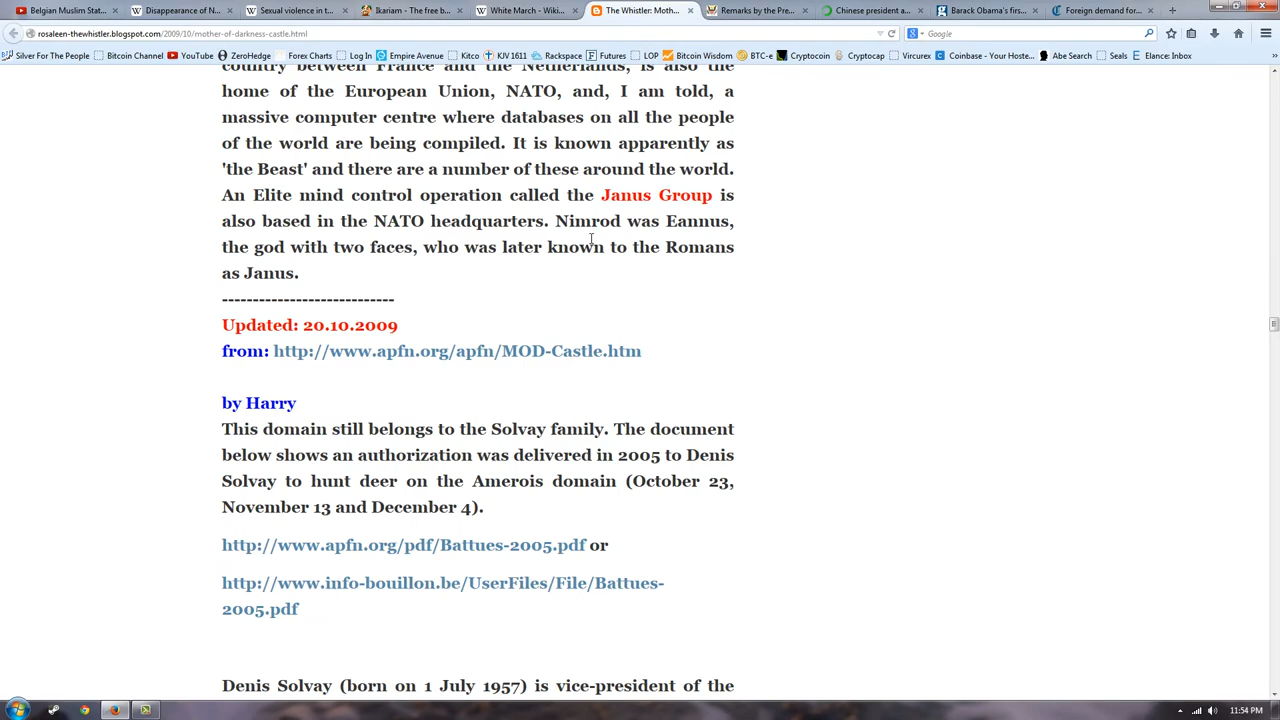 Belgian Muslim Stat...
Disappearance of N...
Sexual violence in t...
Ikariam - The free b...
White March - Wiki...
The Whistler: Moth...
Remarks by the Pre...
Chinese president a...
Barack Obama's firs...
Foreign demand for...
rosaleen-thewhistler.blogspot.com/2009/10/mother-of-darkness-castle.html
Google
Silver For The People
Bitcoin Channel
YouTube
DOZENOGRAPHY
Forex Charts
Log In
Empire Avenue
Kitco
KJV 1611
Rackspace
Futures
LOP
Bitcoin Wisdom
BTC-e
Cryptocoin
Cryptocap
Vircurex
Coinbase - Your Hoste...
Abe Search
Seals
Elance: Inbox
country between France and the Netherlands, is also the
home of the European Union, NATO, and, I am told, a
massive computer centre where databases on all the people
of the world are being compiled. It is known apparently as
'the Beast' and there are a number of these around the world.
An Elite mind control operation called the Janus Group is
also based in the NATO headquarters. Nimrod was Eannus,
the god with two faces, who was later known to the Romans
as Janus.
----------------------------
Updated: 20.10.2009
from: http://www.apfn.org/apfn/MOD-Castle.htm
by Harry
This domain still belongs to the Solvay family. The document
below shows an authorization was delivered in 2005 to Denis
Solvay to hunt deer on the Amerois domain (October 23,
November 13 and December 4).
http://www.apfn.org/pdf/Battues-2005.pdf or
http://www.info-bouillon.be/UserFiles/File/Battues-
2005.pdf
Denis Solvay (born on 1 July 1957) is vice-president of the
11:54 PM